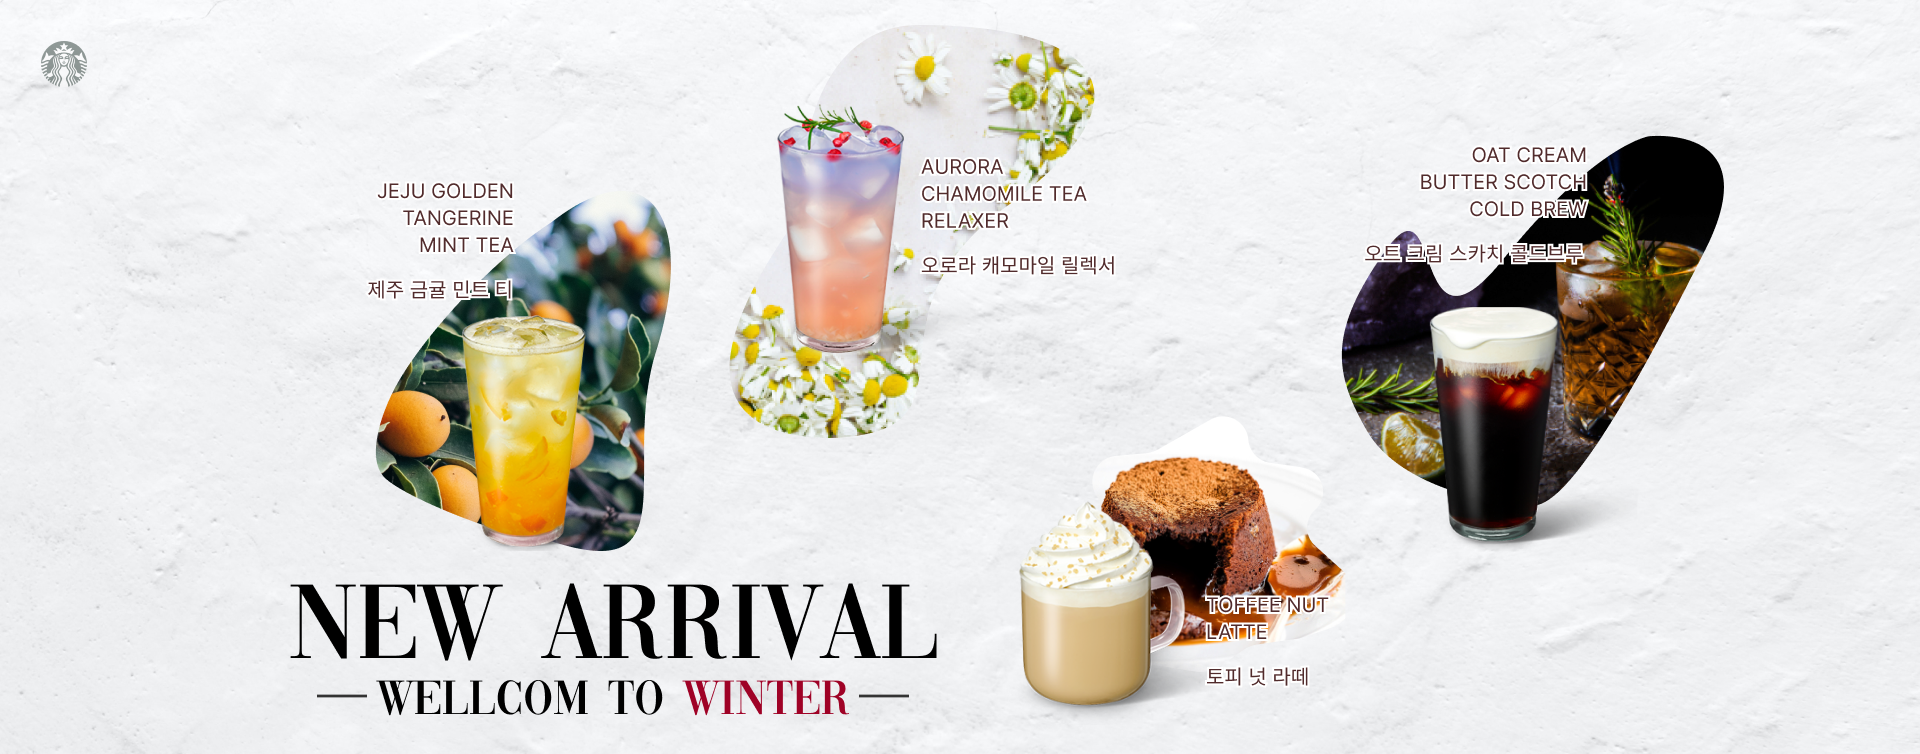 JEJU GOLDEN
TANGERINE
MINT TEA
제주 금귤 민트 티
AURORA
CHAMOMILE TEA
RELAXER
오로라 캐모마일 릴렉서
OAT CREAM
BUTTER SCOTCH
COLD BREW
오트 크림 스카치 콜드브루
TOFFEE NUT
LATTE
토피 넛 라떼
NEW ARRIVAL
WELLCOM TO WINTER